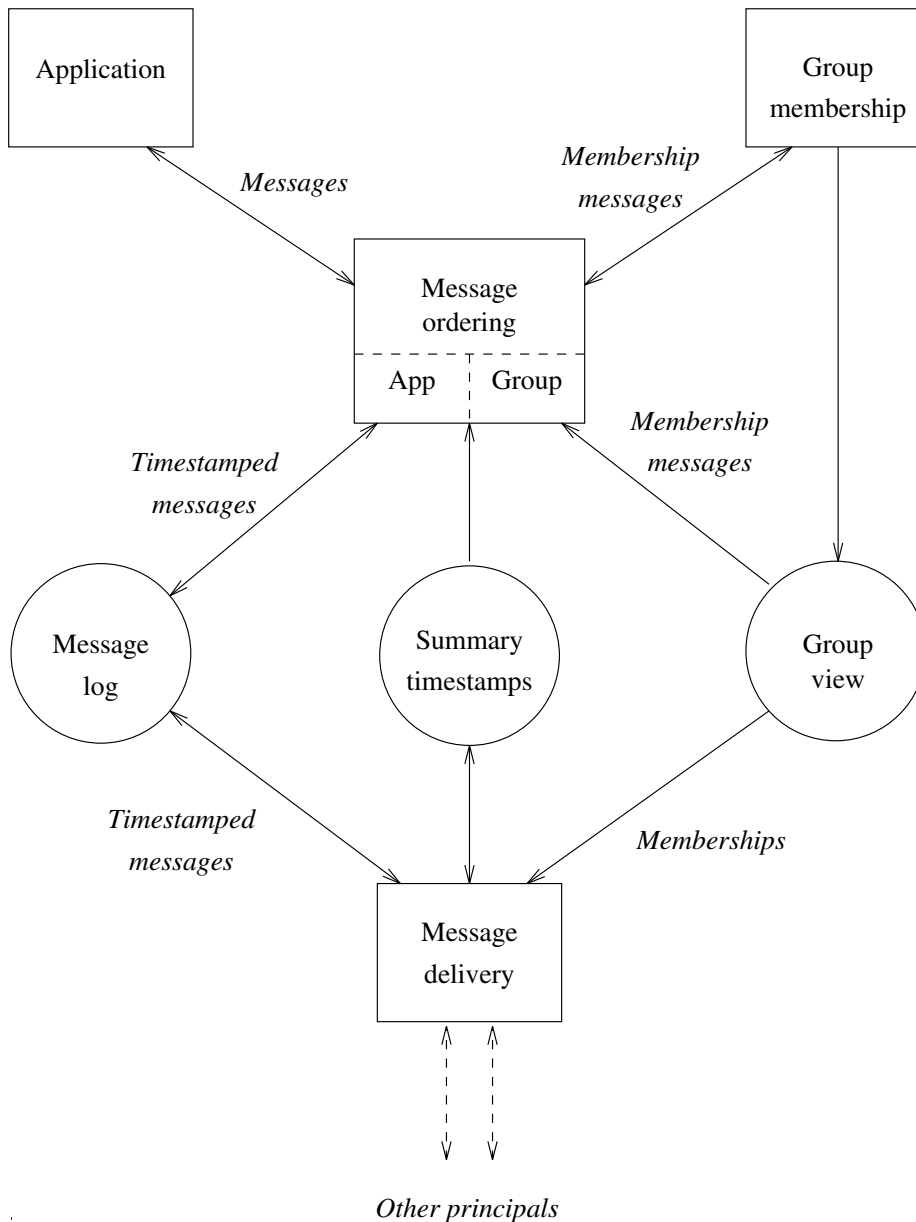 Application
Group
membership
Messages
Membership
messages
Message
ordering
App
Group
Timestamped
messages
Membership
messages
Message
log
Summary
timestamps
Group
view
Timestamped
messages
Memberships
Message
delivery
Other principals